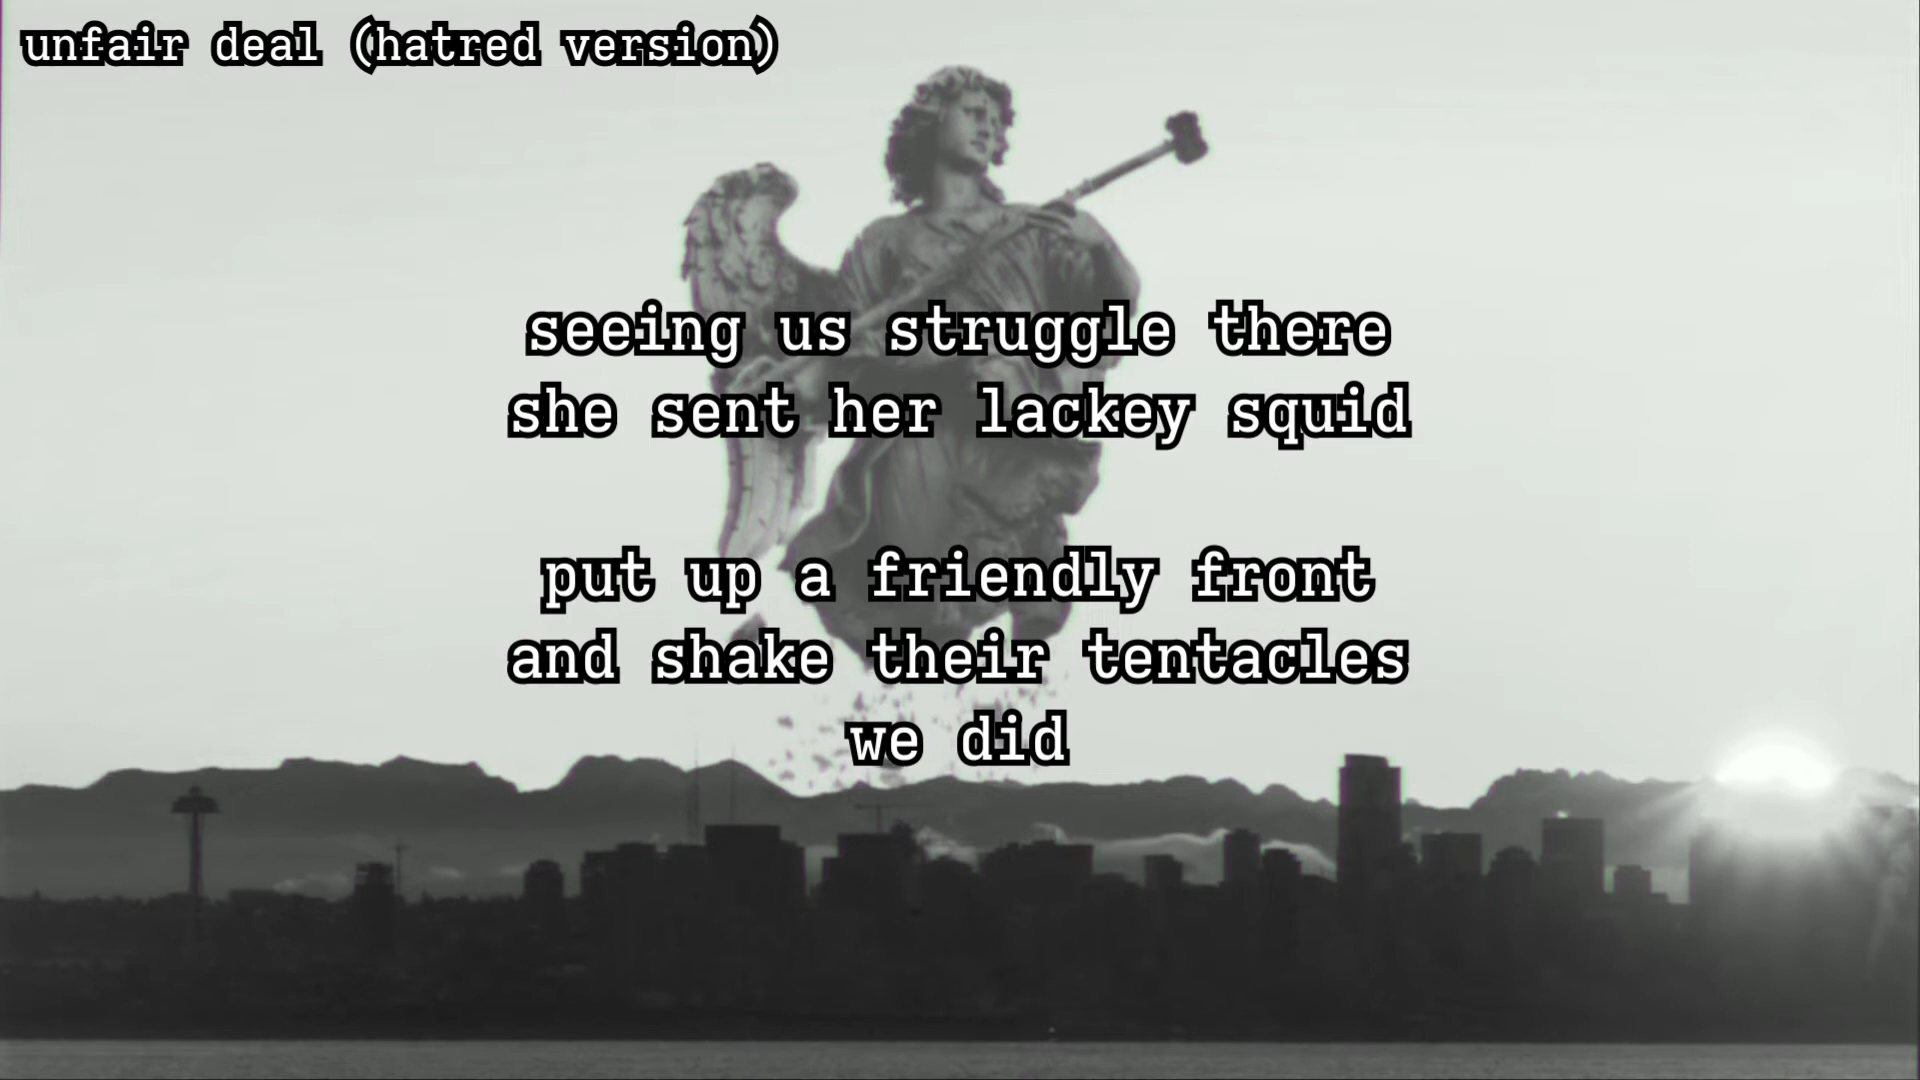 unfair deal (hatred version)
seeing us struggle there
she sent her lackey squid
put up a friendly front
and shake their tentacles
we did